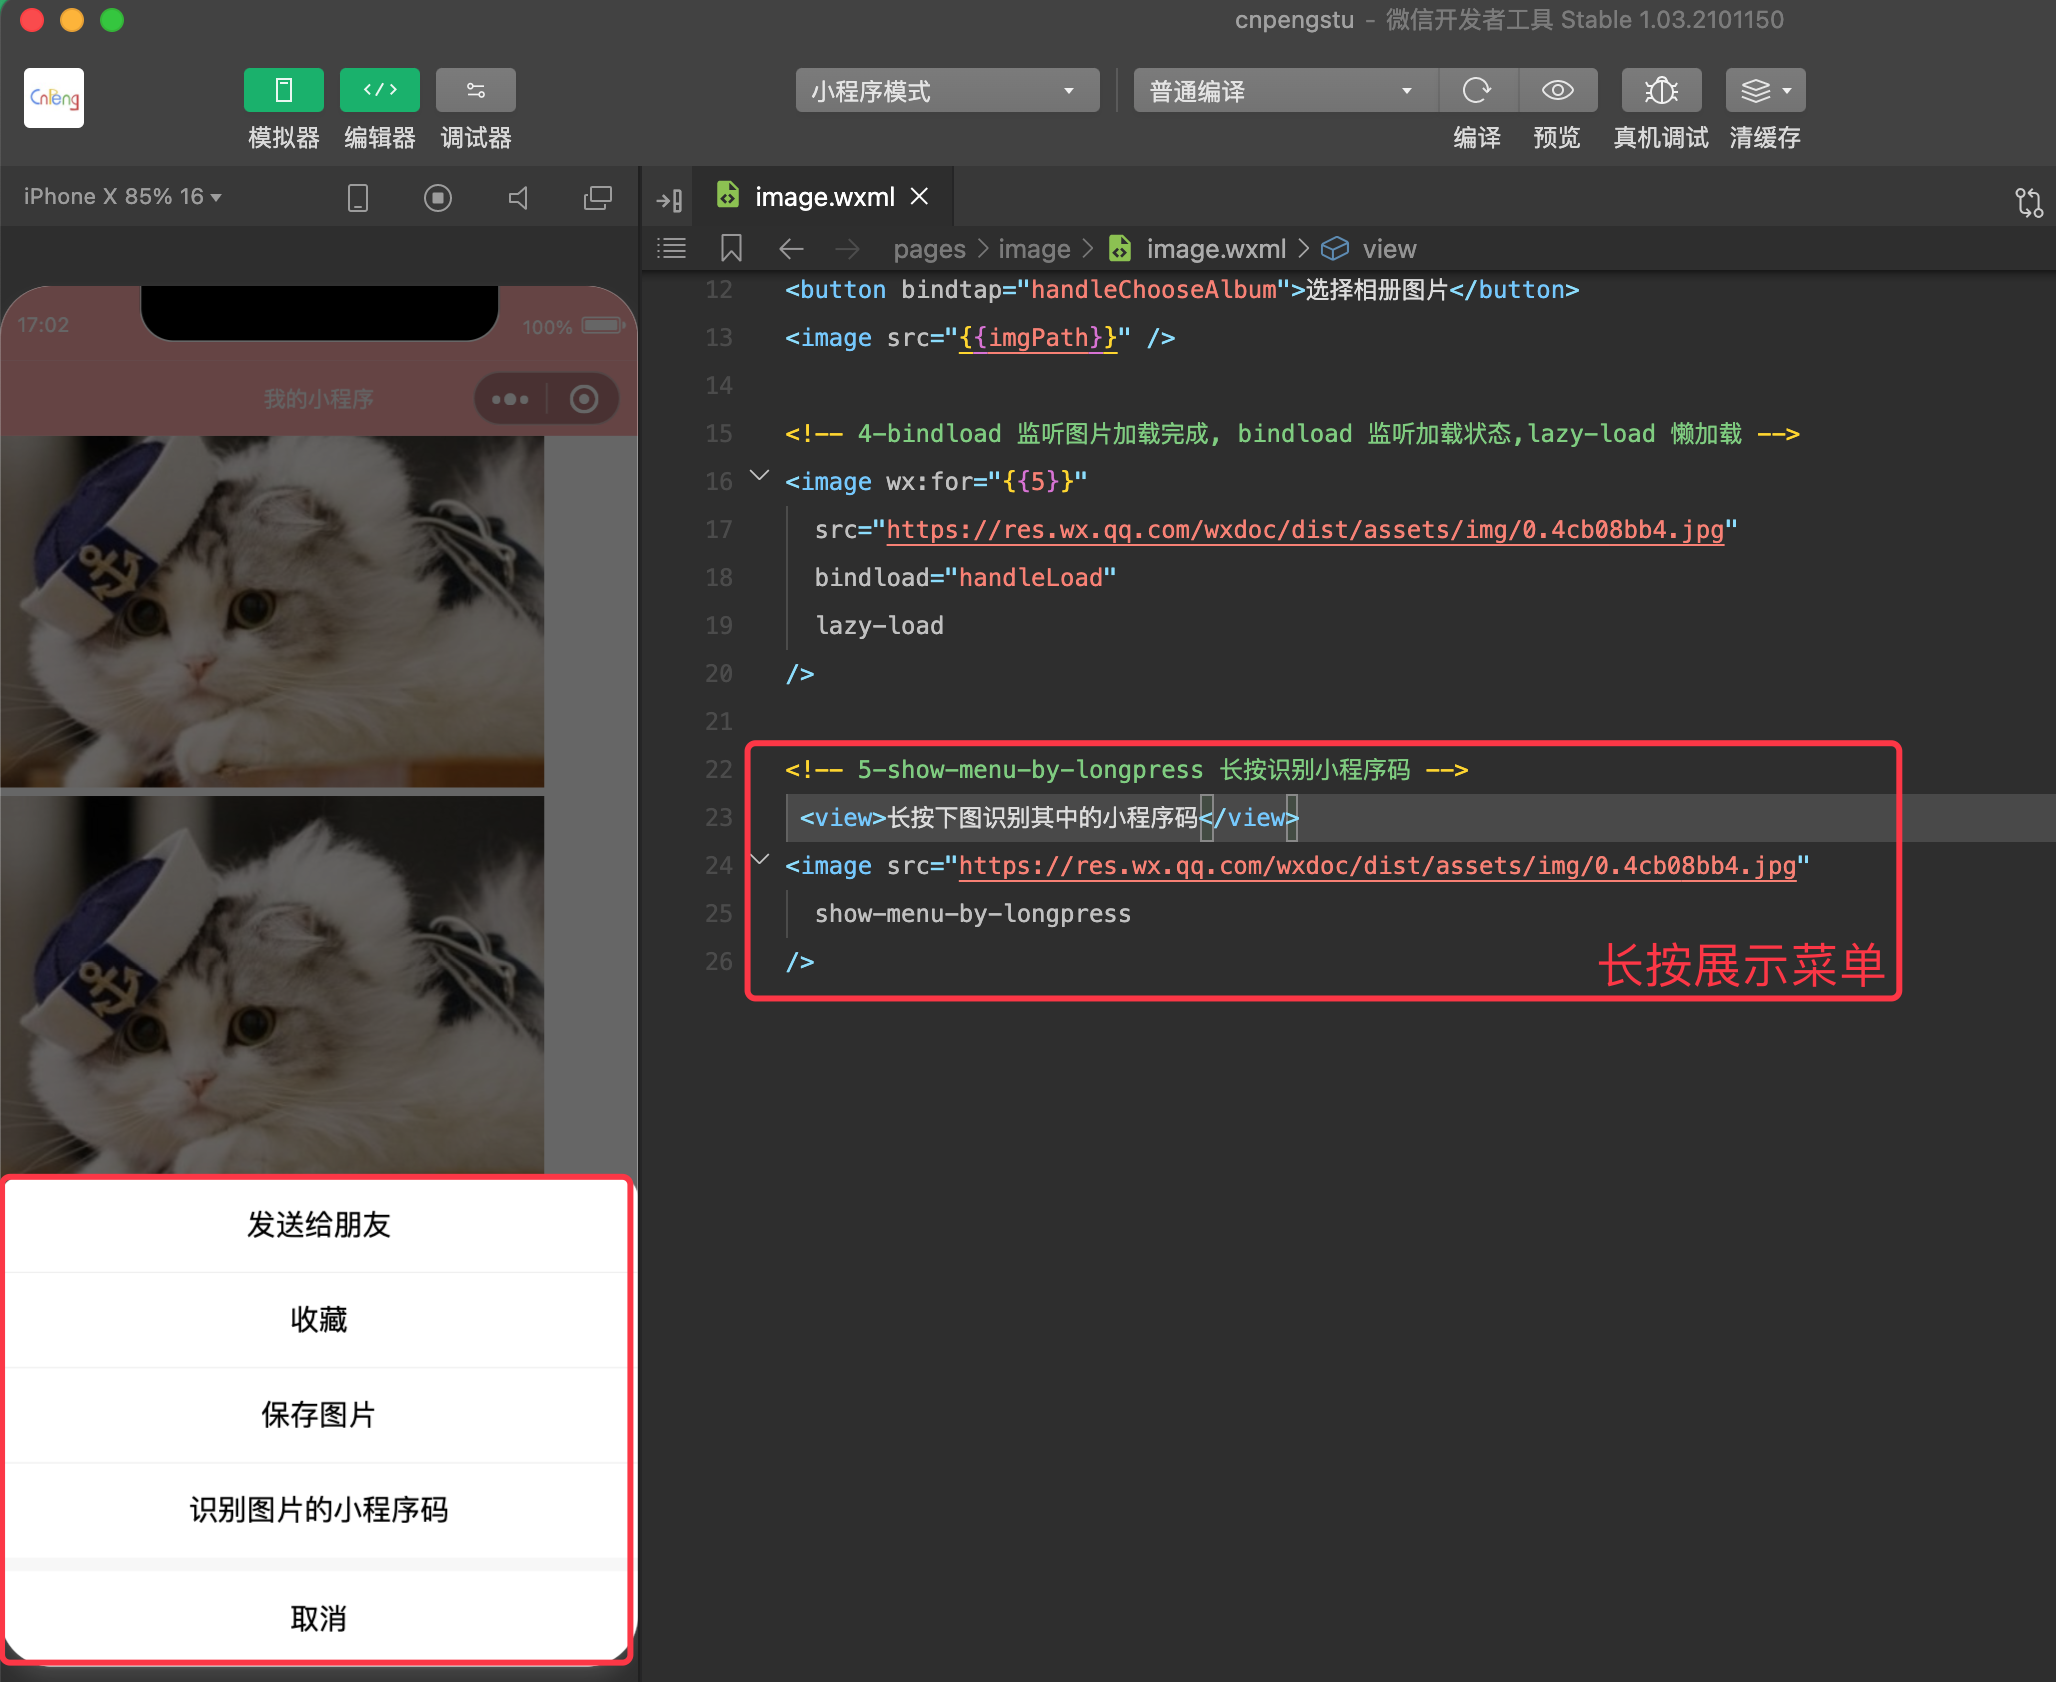 cnpengstu - 微信开发者工具 Stable 1.03.2101150
CnPeng
模拟器
编辑器
调试器
小程序模式
普通编译
编译
预览
真机调试
清缓存
iPhone X 85% 16
17:02
100%
我的小程序
发送给朋友
收藏
保存图片
识别图片的小程序码
取消
image.wxml
pages > image > image.wxml > view
12 <button bindtap="handleChooseAlbum">选择相册图片</button>
13 <image src="{{imgPath}}" />
14
15 <!-- 4-bindload 监听图片加载完成, bindload 监听加载状态,lazy-load 懒加载 -->
16 <image wx:for="{{5}}"
17 src="https://res.wx.qq.com/wxdoc/dist/assets/img/0.4cb08bb4.jpg"
18 bindload="handleLoad"
19 lazy-load
20 />
21
22 <!-- 5-show-menu-by-longpress 长按识别小程序码 -->
23 <view>长按下图识别其中的小程序码</view>
24 <image src="https://res.wx.qq.com/wxdoc/dist/assets/img/0.4cb08bb4.jpg"
25 show-menu-by-longpress
26 />
长按展示菜单